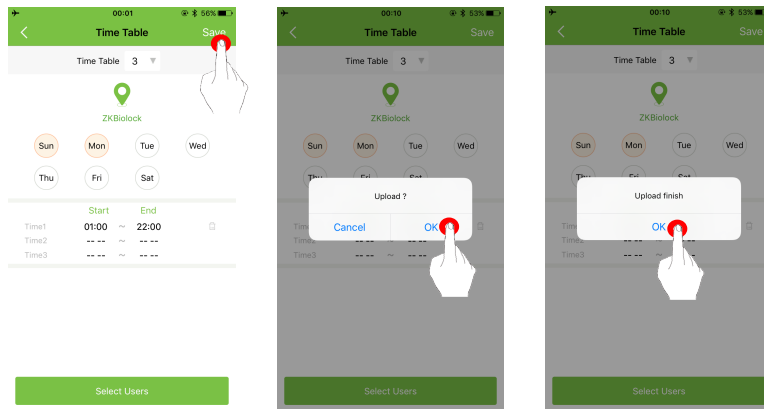 00:01
56%
Time Table
Save
Time Table 3
ZKBiolock
Sun Mon Tue Wed
Thu Fri Sat
Start End
Time1 01:00 ~ 22:00
Time2 -- -- ~ -- --
Time3 -- -- ~ -- --
Select Users
00:10
53%
Time Table
Save
Time Table 3
ZKBiolock
Sun Mon Tue Wed
Upload ?
Cancel OK
Time3 -- -- ~ -- --
Select Users
00:10
53%
Time Table
Save
Time Table 3
ZKBiolock
Sun Mon Tue Wed
Upload finish
OK
Time3 -- -- ~ -- --
Select Users